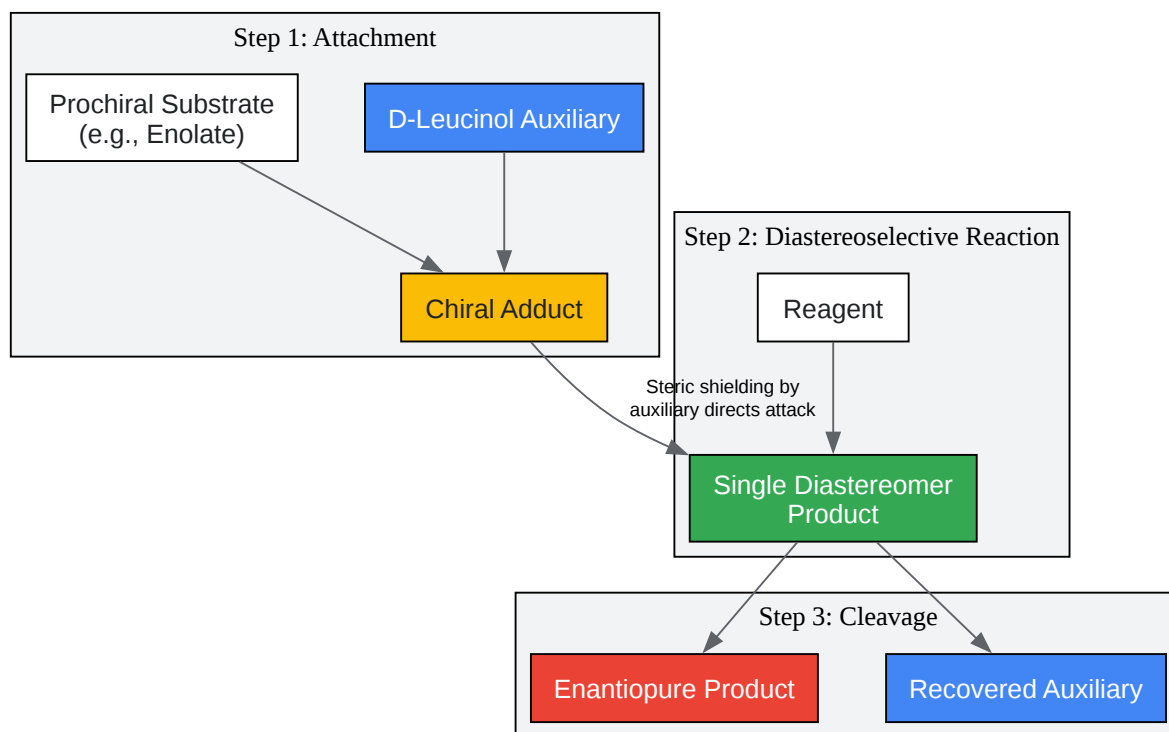 Step 1: Attachment
Prochiral Substrate
(e.g., Enolate)
D-Leucinol Auxiliary
Chiral Adduct
Step 2: Diastereoselective Reaction
Reagent
Steric shielding by
auxiliary directs attack
Single Diastereomer
Product
Step 3: Cleavage
Enantiopure Product
Recovered Auxiliary